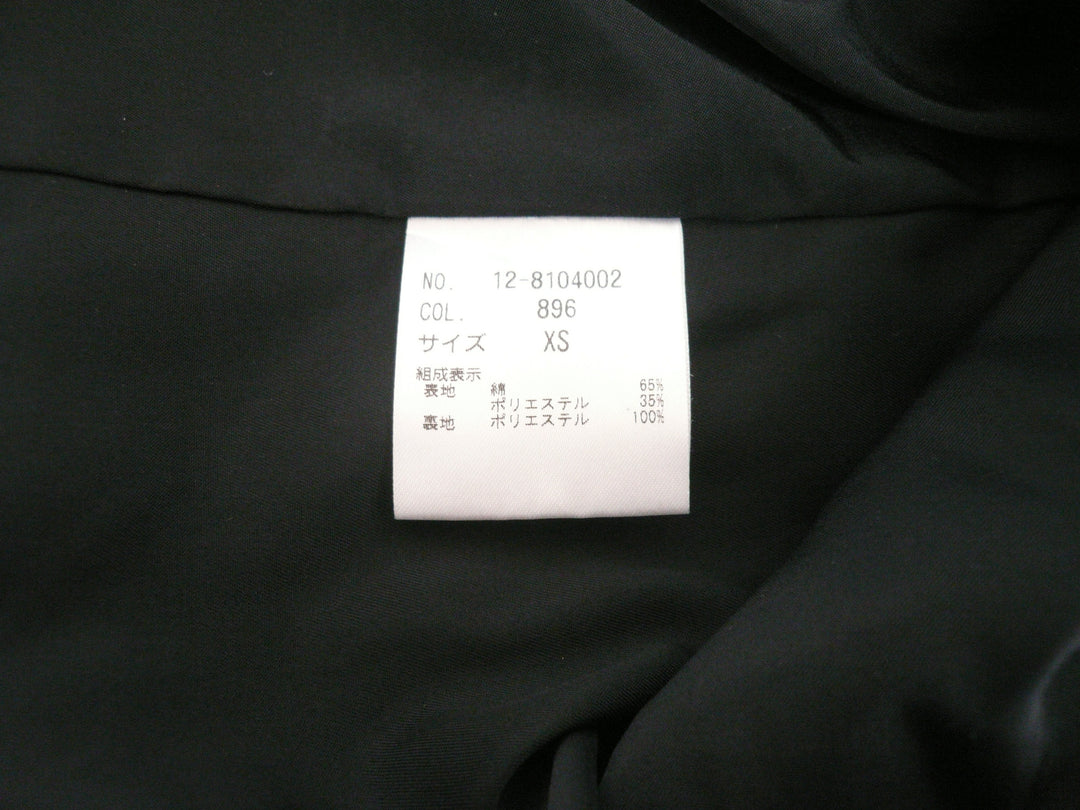 NO. 12-8104002
COL. 896
サイズ XS
組成表示
表地 綿 65%
ポリエステル 35%
裏地 ポリエステル 100%